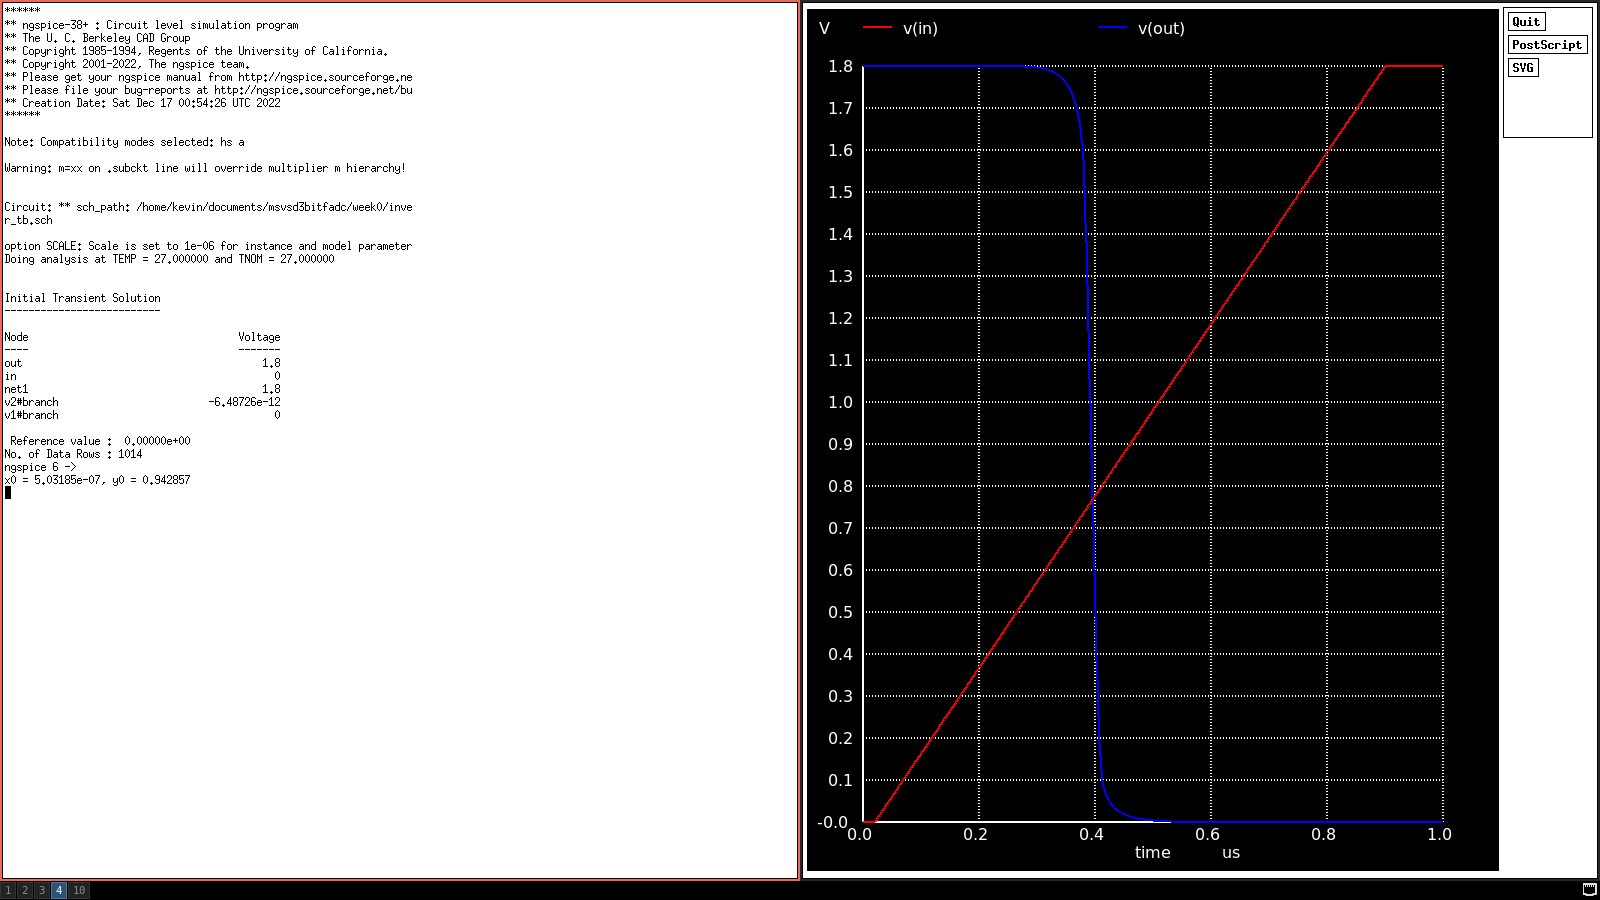 ******
** ngspice-38+ : Circuit level simulation program
** The U. C. Berkeley CAD Group
** Copyright 1985-1994, Regents of the University of California.
** Copyright 2001-2022, The ngspice team.
** Please get your ngspice manual from http://ngspice.sourceforge.ne
** Please file your bug-reports at http://ngspice.sourceforge.net/bu
** Creation Date: Sat Dec 17 00:54:26 UTC 2022
******
Note: Compatibility modes selected: hs a
Warning: m=xx on .subckt line will override multiplier m hierarchy!
Circuit: ** sch_path: /home/kevin/documents/msvsd3bitfadc/week0/inve
r_tb.sch
option SCALE: Scale is set to 1e-06 for instance and model parameter
Doing analysis at TEMP = 27.000000 and TNOM = 27.000000
Initial Transient Solution
--------------------------
Node Voltage
---- -------
out 1.8
in 0
net1 1.8
v2#branch -6.48726e-12
v1#branch 0
Reference value : 0.00000e+00
No. of Data Rows : 1014
ngspice 6 ->
x0 = 5.03185e-07, y0 = 0.942857
V v(in) v(out)
1.8
1.7
1.6
1.5
1.4
1.3
1.2
1.1
1.0
0.9
0.8
0.7
0.6
0.5
0.4
0.3
0.2
0.1
-0.0
0.0 0.2 0.4 0.6 0.8 1.0
time us
Quit
PostScript
SVG
1 2 3 4 10